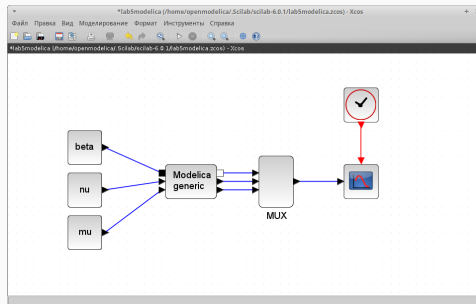 *lab5modelica (/home/openmodelica/.Scilab/scilab-6.0.1/lab5modelica.zcos) - Xcos
Файл Правка Вид Моделирование Формат Инструменты Справка
*lab5modelica (/home/openmodelica/.Scilab/scilab-6.0.1/lab5modelica.zcos) - Xcos
beta
nu
mu
Modelica
generic
MUX